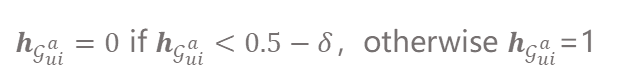 𝒉_{𝒢_{ui}^{a}} = 0 if 𝒉_{𝒢_{ui}^{a}} < 0.5 − 𝛿, otherwise 𝒉_{𝒢_{ui}^{a}}=1